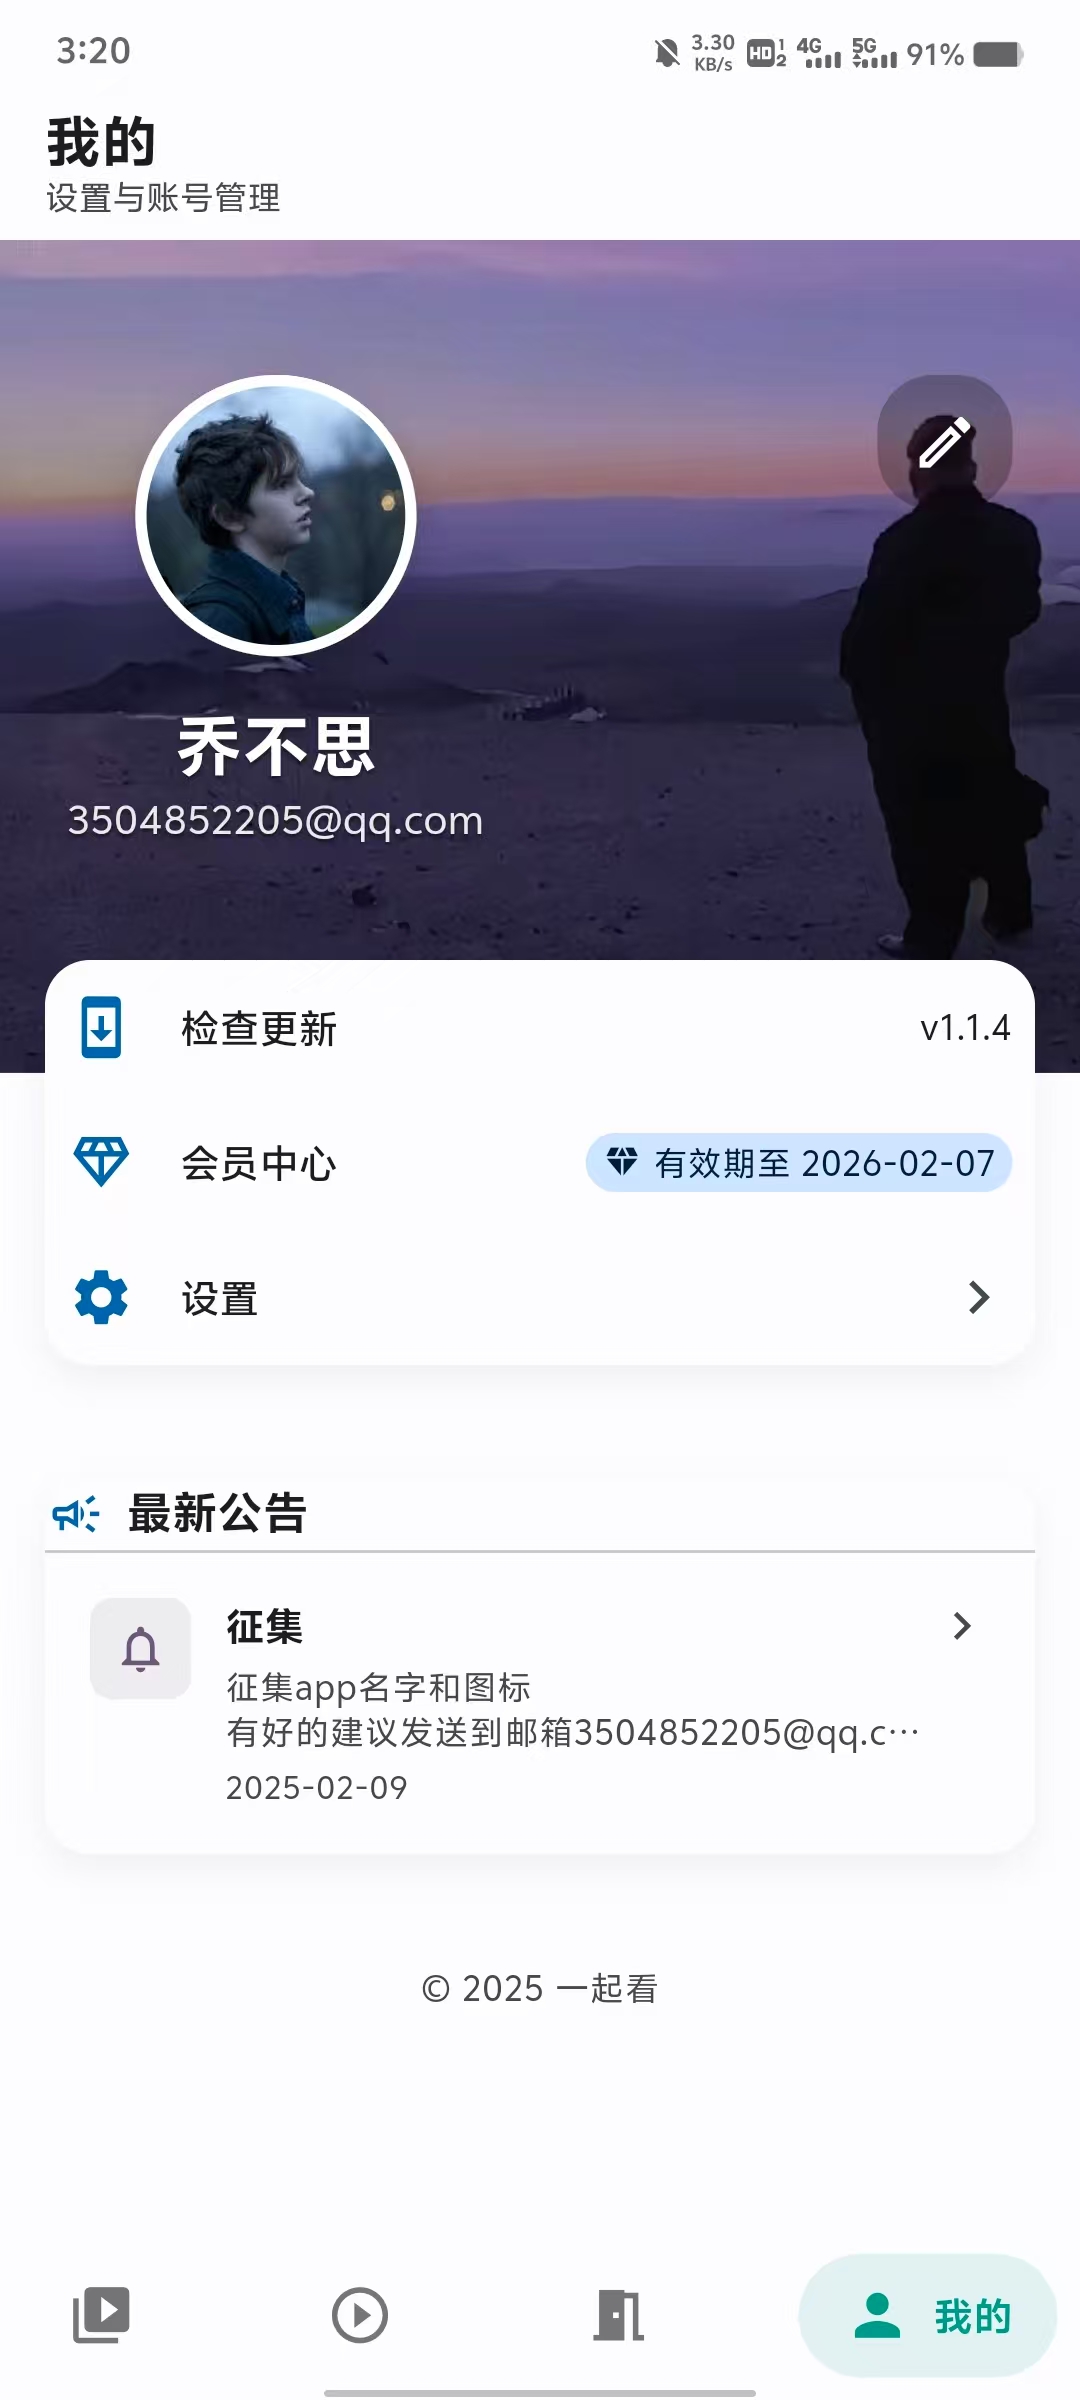 3:20
3.30 KB/s HD 1 2 4G 5G 91%
我的
设置与账号管理
乔不思
3504852205@qq.com
检查更新 v1.1.4
会员中心 有效期至 2026-02-07
设置
最新公告
征集
征集app名字和图标
有好的建议发送到邮箱3504852205@qq.c…
2025-02-09
© 2025 一起看
我的